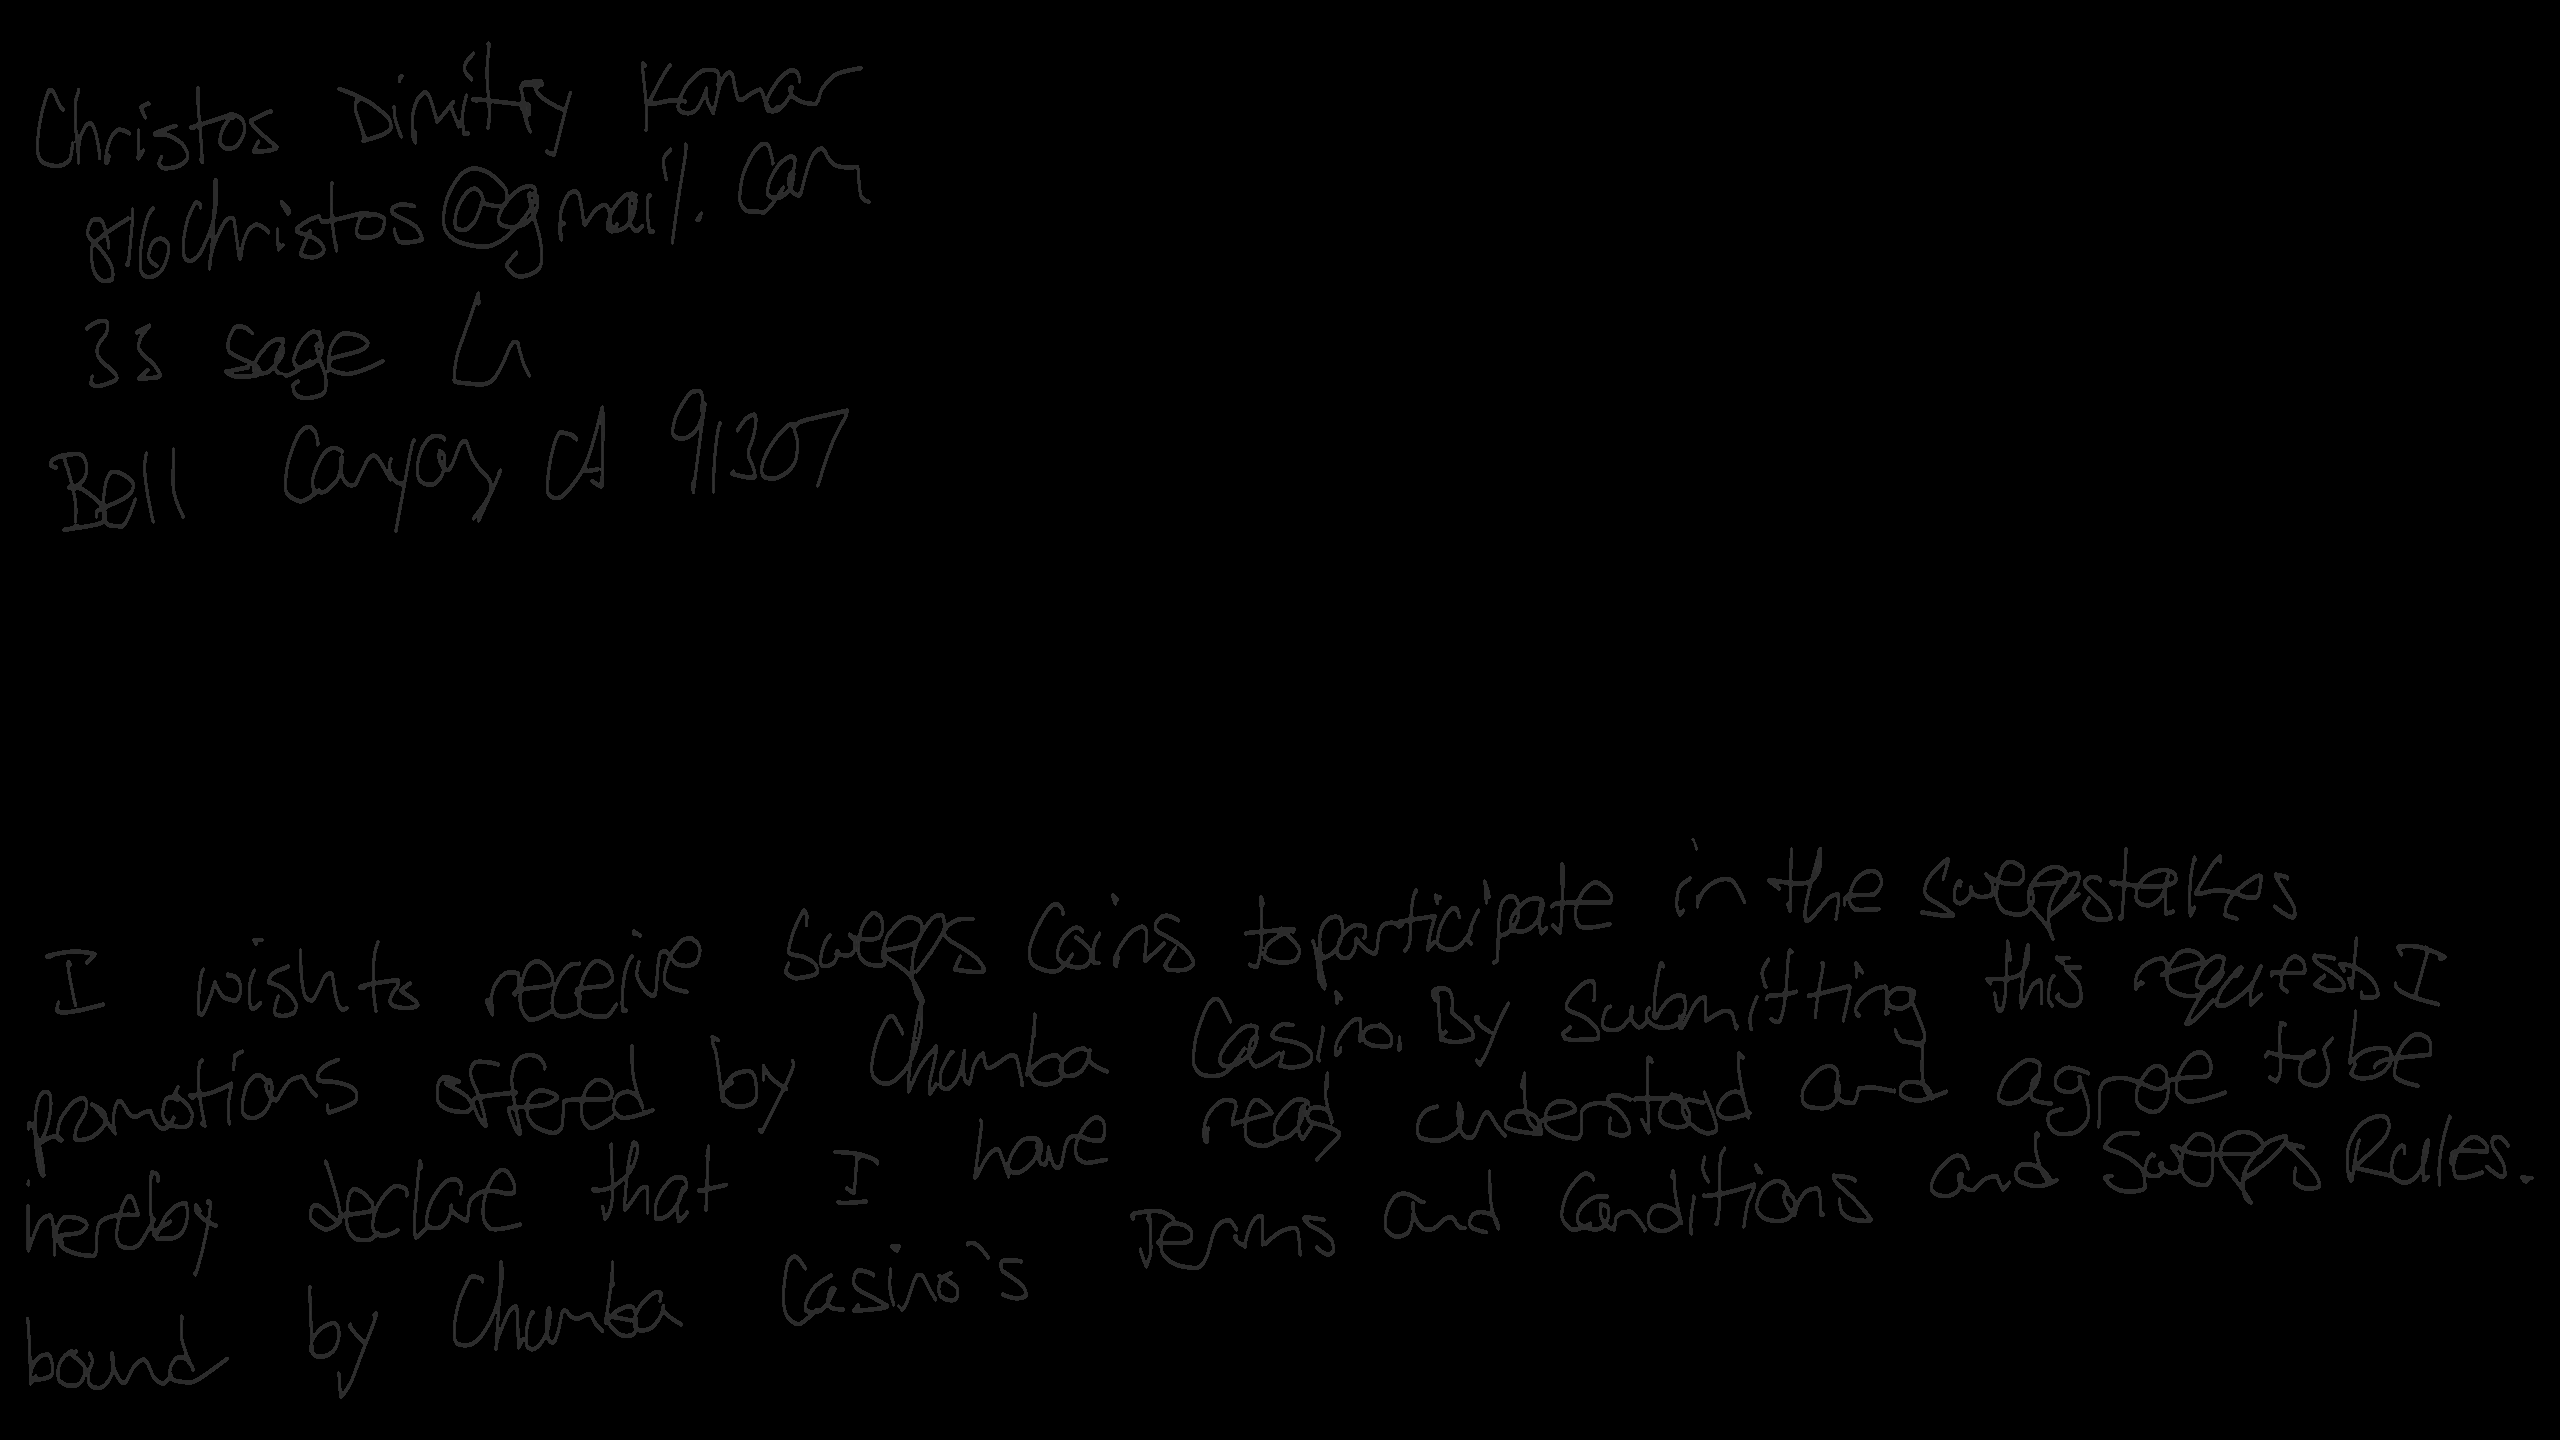 Christos Dimitry Kamar
816christos@gmail.com
33 sage Ln
Bell Canyon, CA 91307
I wish to receive sweeps coins to participate in the sweepstakes
promotions offered by Chumba Casino. By submitting this request, I
hereby declare that I have read, understood and agree to be
bound by Chumba Casino's Terms and Conditions and Sweeps Rules.